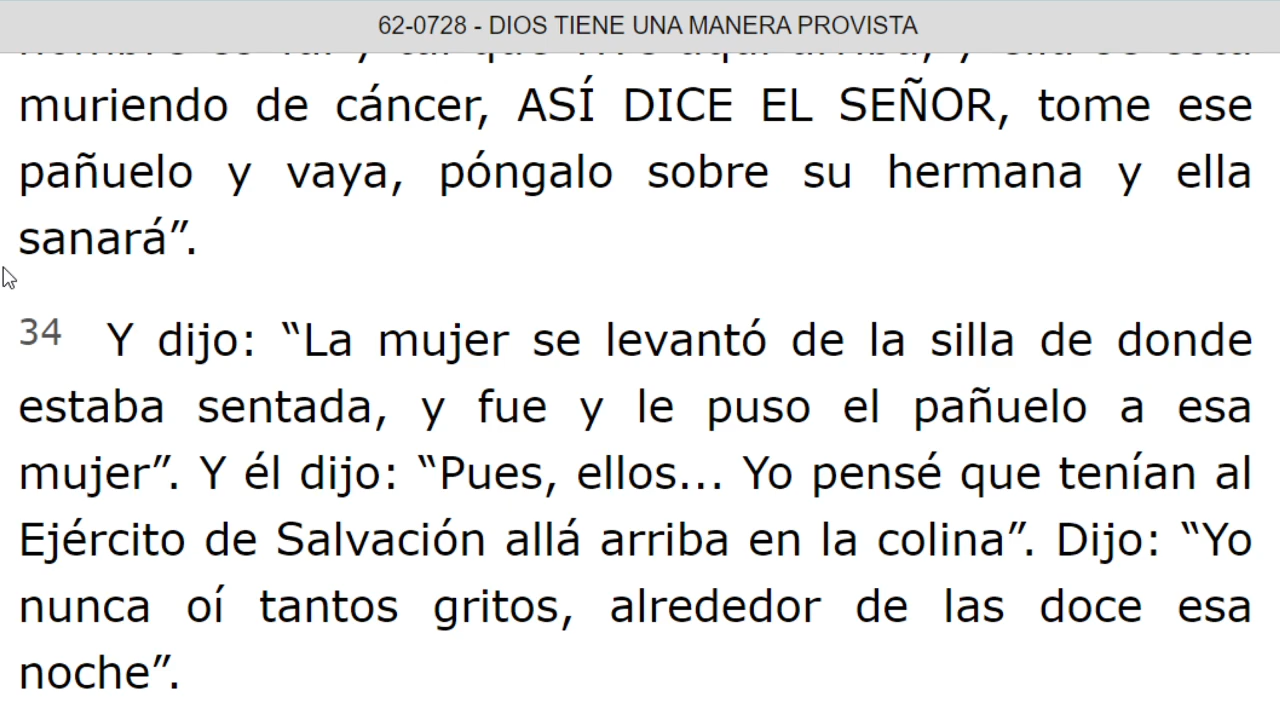 62-0728 - DIOS TIENE UNA MANERA PROVISTA
muriendo de cáncer, ASÍ DICE EL SEÑOR, tome ese
pañuelo y vaya, póngalo sobre su hermana y ella
sanará”.
34 Y dijo: “La mujer se levantó de la silla de donde
estaba sentada, y fue y le puso el pañuelo a esa
mujer”. Y él dijo: “Pues, ellos... Yo pensé que tenían al
Ejército de Salvación allá arriba en la colina”. Dijo: “Yo
nunca oí tantos gritos, alrededor de las doce esa
noche”.